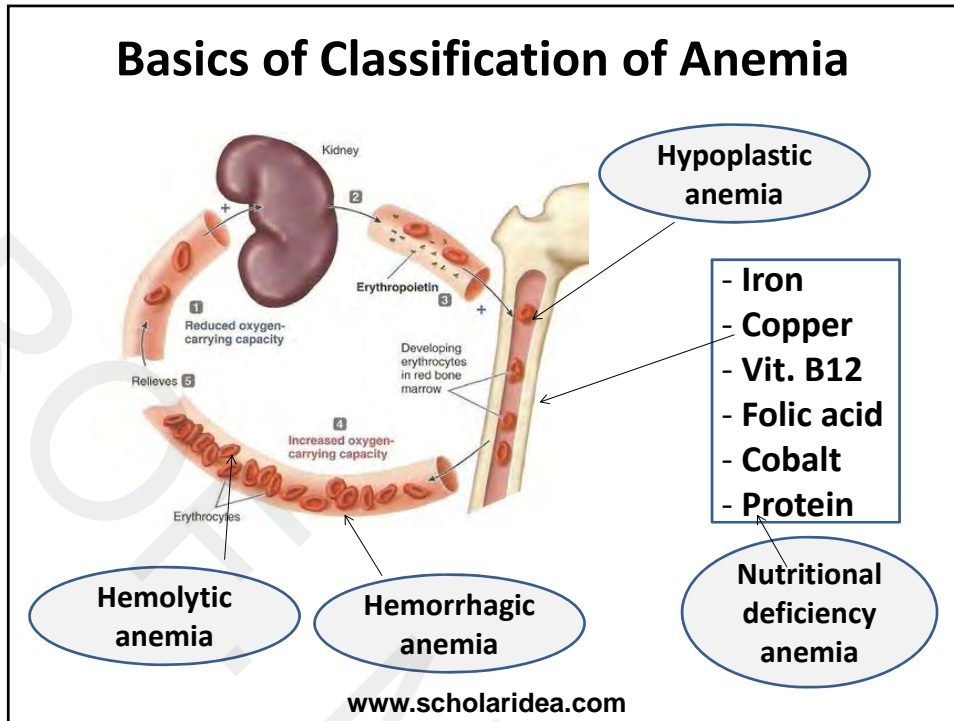 Basics of Classification of Anemia
Kidney
Hypoplastic
anemia
+
2
Erythropoietin
3
+
1
Reduced oxygen-
carrying capacity
- Iron
- Copper
- Vit. B12
- Folic acid
- Cobalt
- Protein
Developing
erythrocytes
in red bone
marrow
Relieves 5
4
Increased oxygen-
carrying capacity
Erythrocytes
Hemolytic
anemia
Hemorrhagic
anemia
Nutritional
deficiency
anemia
www.scholaridea.com